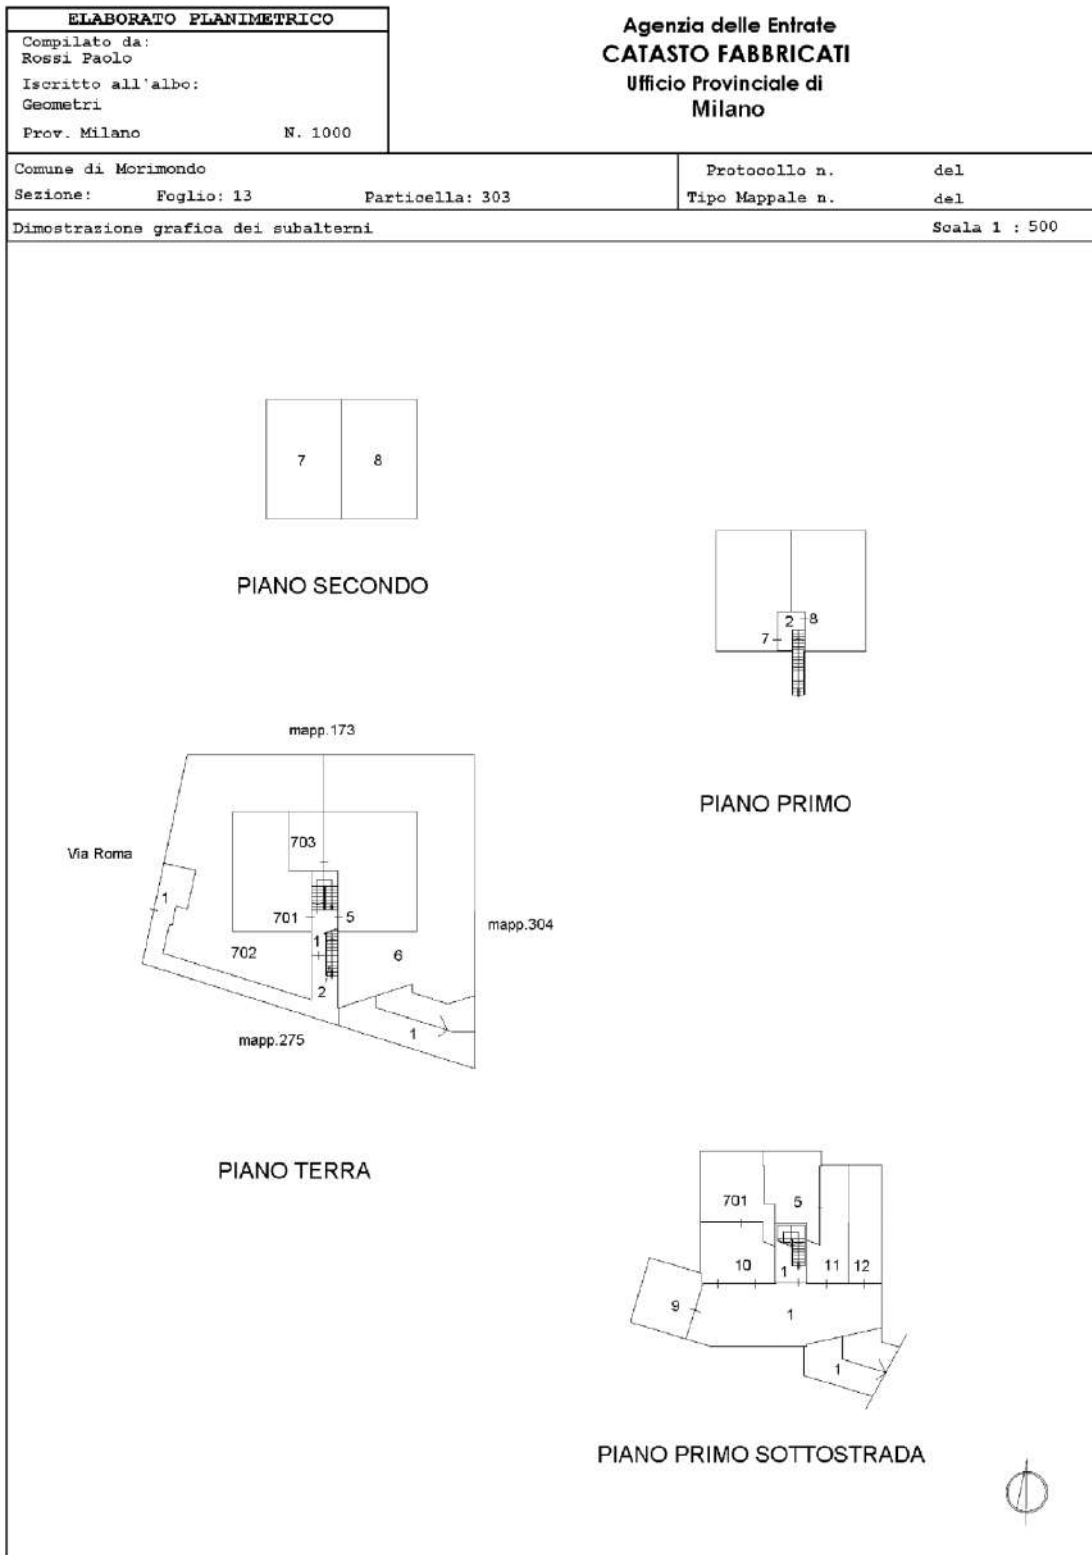 ELABORATO PLANIMETRICO
Compilato da:
Rossi Paolo
Iscritto all'albo:
Geometri
Prov. Milano N. 1000
Agenzia delle Entrate
CATASTO FABBRICATI
Ufficio Provinciale di
Milano
Comune di Morimondo
Sezione: Foglio: 13 Particella: 303
Protocollo n. del
Tipo Mappale n. del
Dimostrazione grafica dei subalterni Scala 1 : 500
7 8
PIANO SECONDO
2 8
7
PIANO PRIMO
mapp.173
703
Via Roma
1
701 5
mapp.304
1
702 6
2
1
mapp.275
PIANO TERRA
701 5
10 1 11 12
9 1
1
PIANO PRIMO SOTTOSTRADA